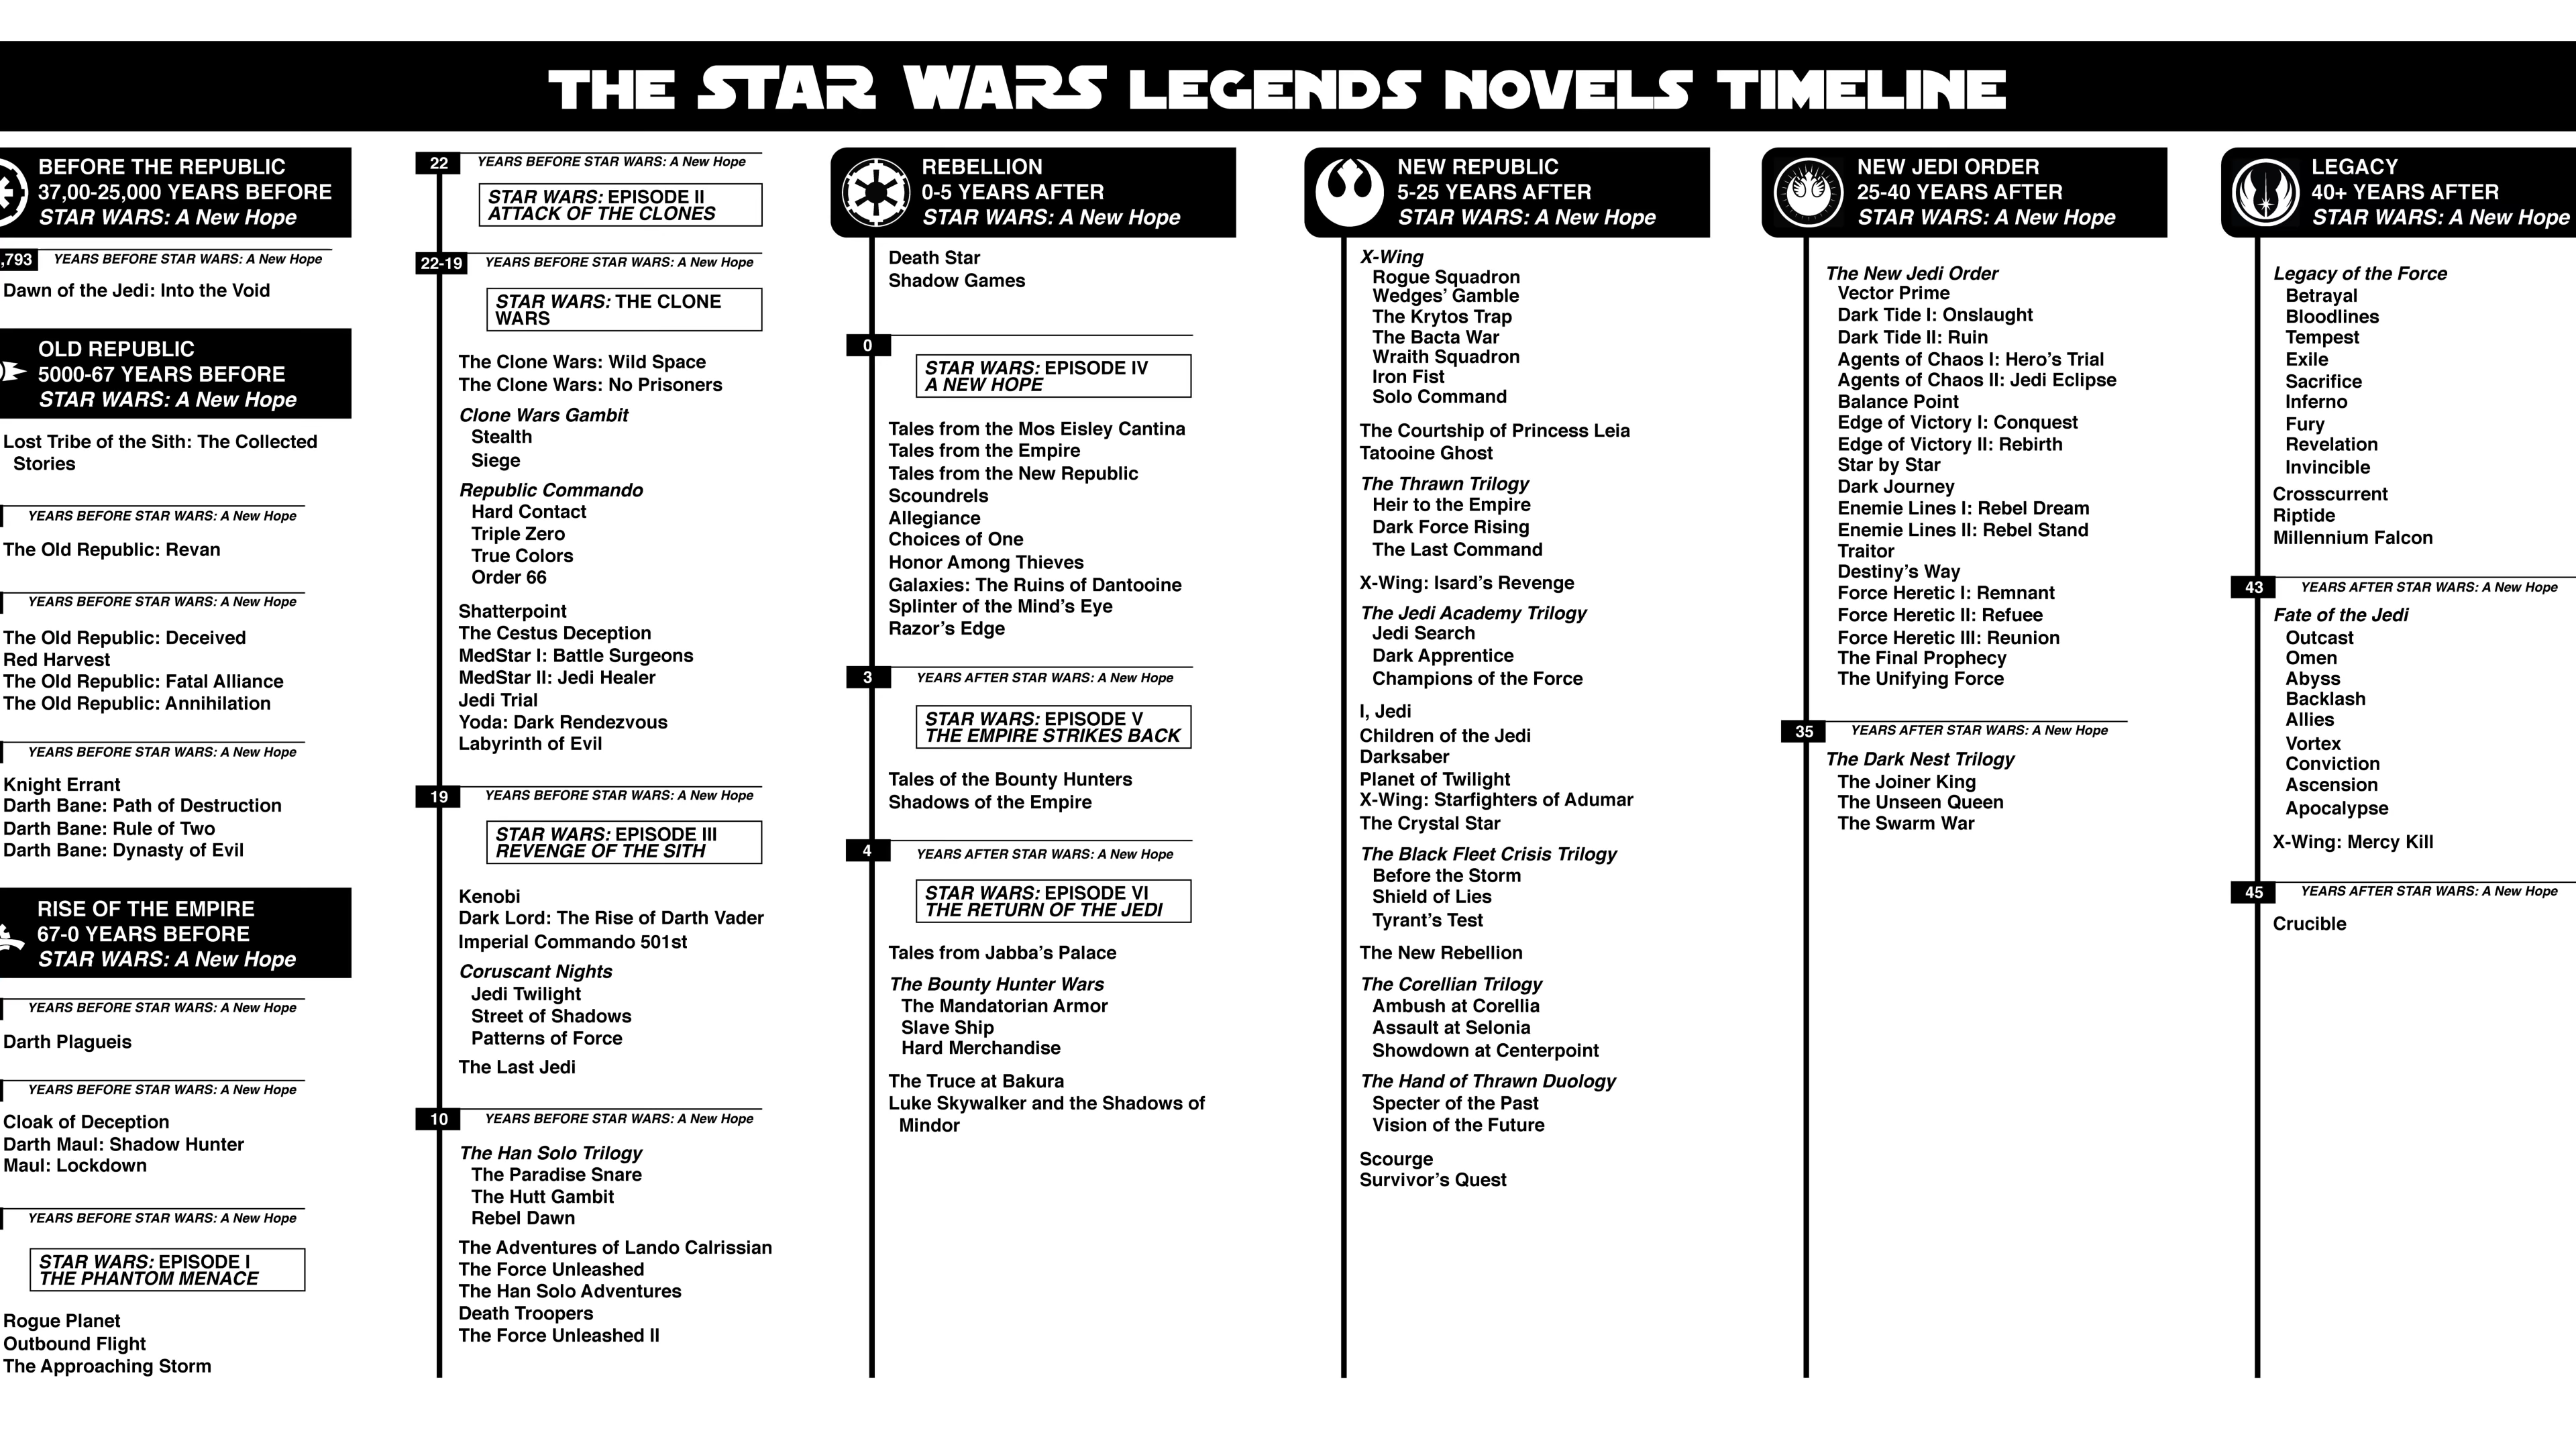 THE STAR WARS LEGENDS NOVELS TIMELINE
BEFORE THE REPUBLIC
37,00-25,000 YEARS BEFORE
STAR WARS: A New Hope
,793 YEARS BEFORE STAR WARS: A New Hope
Dawn of the Jedi: Into the Void
OLD REPUBLIC
5000-67 YEARS BEFORE
STAR WARS: A New Hope
Lost Tribe of the Sith: The Collected
Stories
YEARS BEFORE STAR WARS: A New Hope
The Old Republic: Revan
YEARS BEFORE STAR WARS: A New Hope
The Old Republic: Deceived
Red Harvest
The Old Republic: Fatal Alliance
The Old Republic: Annihilation
YEARS BEFORE STAR WARS: A New Hope
Knight Errant
Darth Bane: Path of Destruction
Darth Bane: Rule of Two
Darth Bane: Dynasty of Evil
RISE OF THE EMPIRE
67-0 YEARS BEFORE
STAR WARS: A New Hope
YEARS BEFORE STAR WARS: A New Hope
Darth Plagueis
YEARS BEFORE STAR WARS: A New Hope
Cloak of Deception
Darth Maul: Shadow Hunter
Maul: Lockdown
YEARS BEFORE STAR WARS: A New Hope
STAR WARS: EPISODE I
THE PHANTOM MENACE
Rogue Planet
Outbound Flight
The Approaching Storm
22 YEARS BEFORE STAR WARS: A New Hope
STAR WARS: EPISODE II
ATTACK OF THE CLONES
22-19 YEARS BEFORE STAR WARS: A New Hope
STAR WARS: THE CLONE
WARS
The Clone Wars: Wild Space
The Clone Wars: No Prisoners
Clone Wars Gambit
Stealth
Siege
Republic Commando
Hard Contact
Triple Zero
True Colors
Order 66
Shatterpoint
The Cestus Deception
MedStar I: Battle Surgeons
MedStar II: Jedi Healer
Jedi Trial
Yoda: Dark Rendezvous
Labyrinth of Evil
19 YEARS BEFORE STAR WARS: A New Hope
STAR WARS: EPISODE III
REVENGE OF THE SITH
Kenobi
Dark Lord: The Rise of Darth Vader
Imperial Commando 501st
Coruscant Nights
Jedi Twilight
Street of Shadows
Patterns of Force
The Last Jedi
10 YEARS BEFORE STAR WARS: A New Hope
The Han Solo Trilogy
The Paradise Snare
The Hutt Gambit
Rebel Dawn
The Adventures of Lando Calrissian
The Force Unleashed
The Han Solo Adventures
Death Troopers
The Force Unleashed II
REBELLION
0-5 YEARS AFTER
STAR WARS: A New Hope
Death Star
Shadow Games
0
STAR WARS: EPISODE IV
A NEW HOPE
Tales from the Mos Eisley Cantina
Tales from the Empire
Tales from the New Republic
Scoundrels
Allegiance
Choices of One
Honor Among Thieves
Galaxies: The Ruins of Dantooine
Splinter of the Mind's Eye
Razor's Edge
3 YEARS AFTER STAR WARS: A New Hope
STAR WARS: EPISODE V
THE EMPIRE STRIKES BACK
Tales of the Bounty Hunters
Shadows of the Empire
4 YEARS AFTER STAR WARS: A New Hope
STAR WARS: EPISODE VI
THE RETURN OF THE JEDI
Tales from Jabba's Palace
The Bounty Hunter Wars
The Mandatorian Armor
Slave Ship
Hard Merchandise
The Truce at Bakura
Luke Skywalker and the Shadows of
Mindor
NEW REPUBLIC
5-25 YEARS AFTER
STAR WARS: A New Hope
X-Wing
Rogue Squadron
Wedges' Gamble
The Krytos Trap
The Bacta War
Wraith Squadron
Iron Fist
Solo Command
The Courtship of Princess Leia
Tatooine Ghost
The Thrawn Trilogy
Heir to the Empire
Dark Force Rising
The Last Command
X-Wing: Isard's Revenge
The Jedi Academy Trilogy
Jedi Search
Dark Apprentice
Champions of the Force
I, Jedi
Children of the Jedi
Darksaber
Planet of Twilight
X-Wing: Starfighters of Adumar
The Crystal Star
The Black Fleet Crisis Trilogy
Before the Storm
Shield of Lies
Tyrant's Test
The New Rebellion
The Corellian Trilogy
Ambush at Corellia
Assault at Selonia
Showdown at Centerpoint
The Hand of Thrawn Duology
Specter of the Past
Vision of the Future
Scourge
Survivor's Quest
NEW JEDI ORDER
25-40 YEARS AFTER
STAR WARS: A New Hope
The New Jedi Order
Vector Prime
Dark Tide I: Onslaught
Dark Tide II: Ruin
Agents of Chaos I: Hero's Trial
Agents of Chaos II: Jedi Eclipse
Balance Point
Edge of Victory I: Conquest
Edge of Victory II: Rebirth
Star by Star
Dark Journey
Enemie Lines I: Rebel Dream
Enemie Lines II: Rebel Stand
Traitor
Destiny's Way
Force Heretic I: Remnant
Force Heretic II: Refuee
Force Heretic III: Reunion
The Final Prophecy
The Unifying Force
35 YEARS AFTER STAR WARS: A New Hope
The Dark Nest Trilogy
The Joiner King
The Unseen Queen
The Swarm War
LEGACY
40+ YEARS AFTER
STAR WARS: A New Hope
Legacy of the Force
Betrayal
Bloodlines
Tempest
Exile
Sacrifice
Inferno
Fury
Revelation
Invincible
Crosscurrent
Riptide
Millennium Falcon
43 YEARS AFTER STAR WARS: A New Hope
Fate of the Jedi
Outcast
Omen
Abyss
Backlash
Allies
Vortex
Conviction
Ascension
Apocalypse
X-Wing: Mercy Kill
45 YEARS AFTER STAR WARS: A New Hope
Crucible